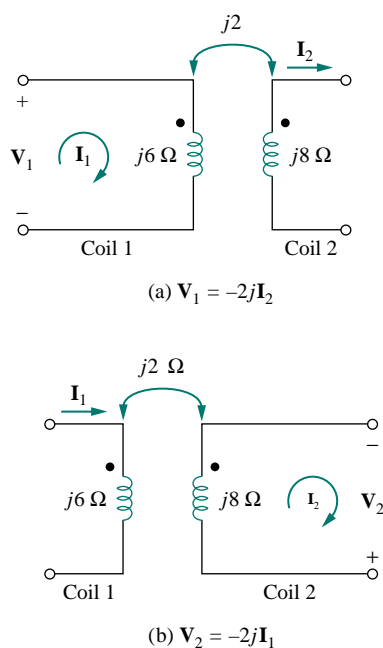 j2
I₂
+
V₁
I₁
j6 Ω
j8 Ω
–
Coil 1
Coil 2
(a) V₁ = –2jI₂
j2 Ω
I₁
–
j6 Ω
j8 Ω
I₂
V₂
+
Coil 1
Coil 2
(b) V₂ = –2jI₁